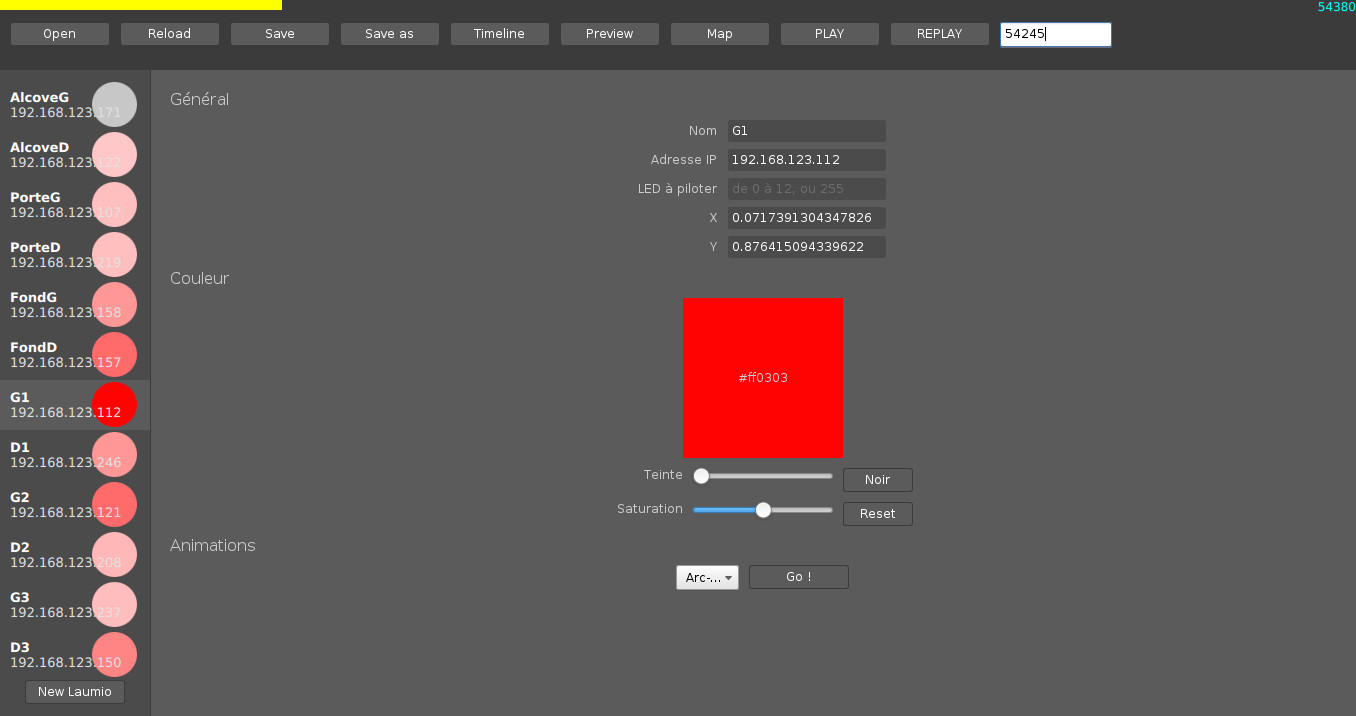 54380
Open Reload Save Save as Timeline Preview Map PLAY REPLAY 54245
AlcoveG
192.168.123.171
AlcoveD
192.168.123.122
PorteG
192.168.123.107
PorteD
192.168.123.219
FondG
192.168.123.158
FondD
192.168.123.157
G1
192.168.123.112
D1
192.168.123.246
G2
192.168.123.121
D2
192.168.123.208
G3
192.168.123.237
D3
192.168.123.150
New Laumio
Général
Nom G1
Adresse IP 192.168.123.112
LED à piloter de 0 à 12, ou 255
X 0.0717391304347826
Y 0.876415094339622
Couleur
#ff0303
Teinte Noir
Saturation Reset
Animations
Arc-... Go !